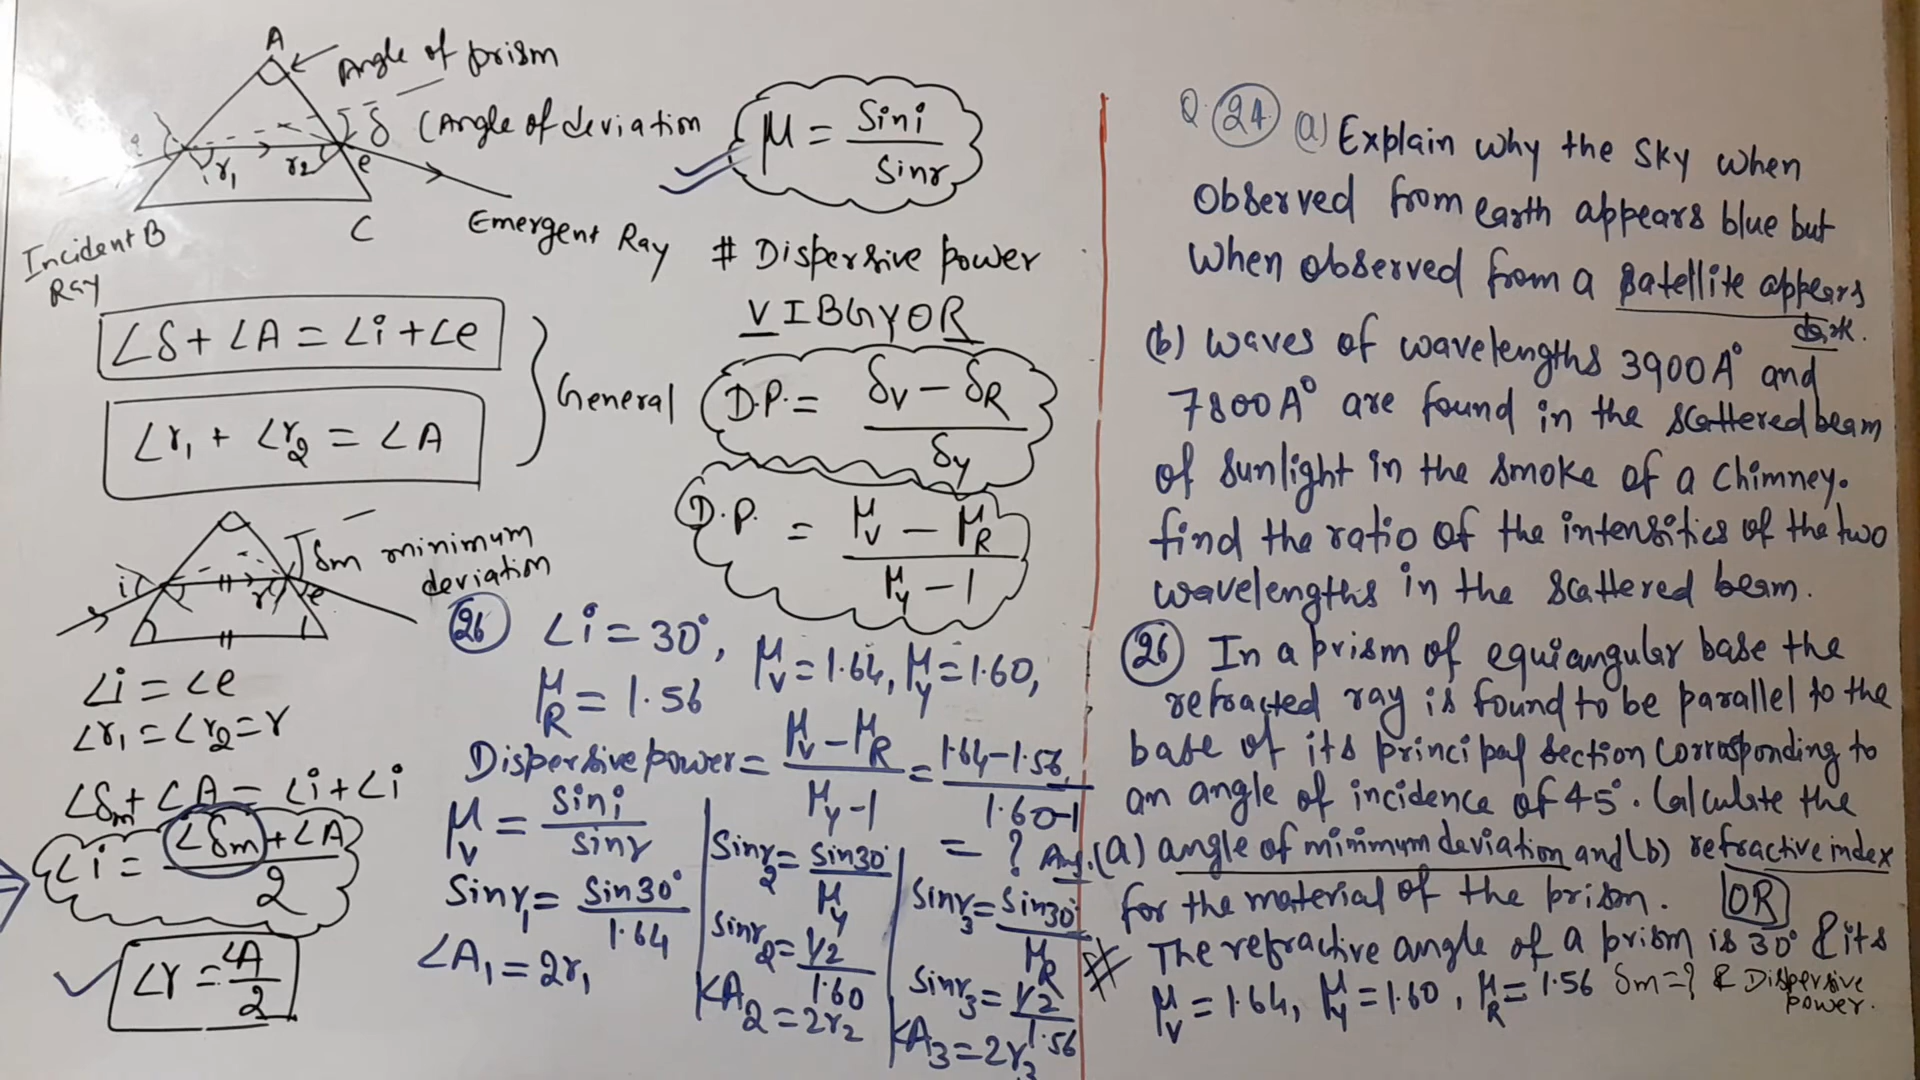 A
Angle of prism
δ (Angle of deviation
i r₁ r₂ e
B C
Incident Ray
Emergent Ray
∠δ + ∠A = ∠i + ∠e
∠r₁ + ∠r₂ = ∠A
} General
δm minimum deviation
i r e
∠i = ∠e
∠r₁ = ∠r₂ = r
∠δm + ∠A = ∠i + ∠i
∠i = (∠δm + ∠A)/2
∠r = ∠A/2
μ = Sin i / Sin r
# Dispersive power
VIBGYOR
D.P. = (δv − δR)/δy
D.P. = (μv − μR)/(μy − 1)
(26) ∠i = 30°, μv = 1.64, μy = 1.60,
μR = 1.56
Dispersive power = (μv − μR)/(μy − 1) = (1.64 − 1.56)/(1.60 − 1)
= ? Ans.
μv = sin i / sin r
Sin r₁ = Sin 30° / 1.64
∠A₁ = 2r₁
Sin r₂ = Sin 30° / μy
Sin r₂ = 1/2 / 1.60
∠A₂ = 2r₂
Sin r₃ = Sin 30° / μR
Sin r₃ = 1/2 / 1.56
∠A₃ = 2r₃
Q. (24) (a) Explain why the sky when
observed from earth appears blue but
when observed from a satellite appears
dark.
(b) waves of wavelengths 3900 A° and
7800 A° are found in the scattered beam
of sunlight in the smoke of a chimney.
find the ratio of the intensities of the two
wavelengths in the scattered beam.
(26) In a prism of equiangular base the
refracted ray is found to be parallel to the
base of its principal section corrosponding to
an angle of incidence of 45°. Calculate the
(a) angle of minimum deviation and (b) refractive index
for the material of the prism. OR
# The refractive angle of a prism is 30° & its
μv = 1.64, μy = 1.60, μR = 1.56 δm = ? & Dispersive
power.